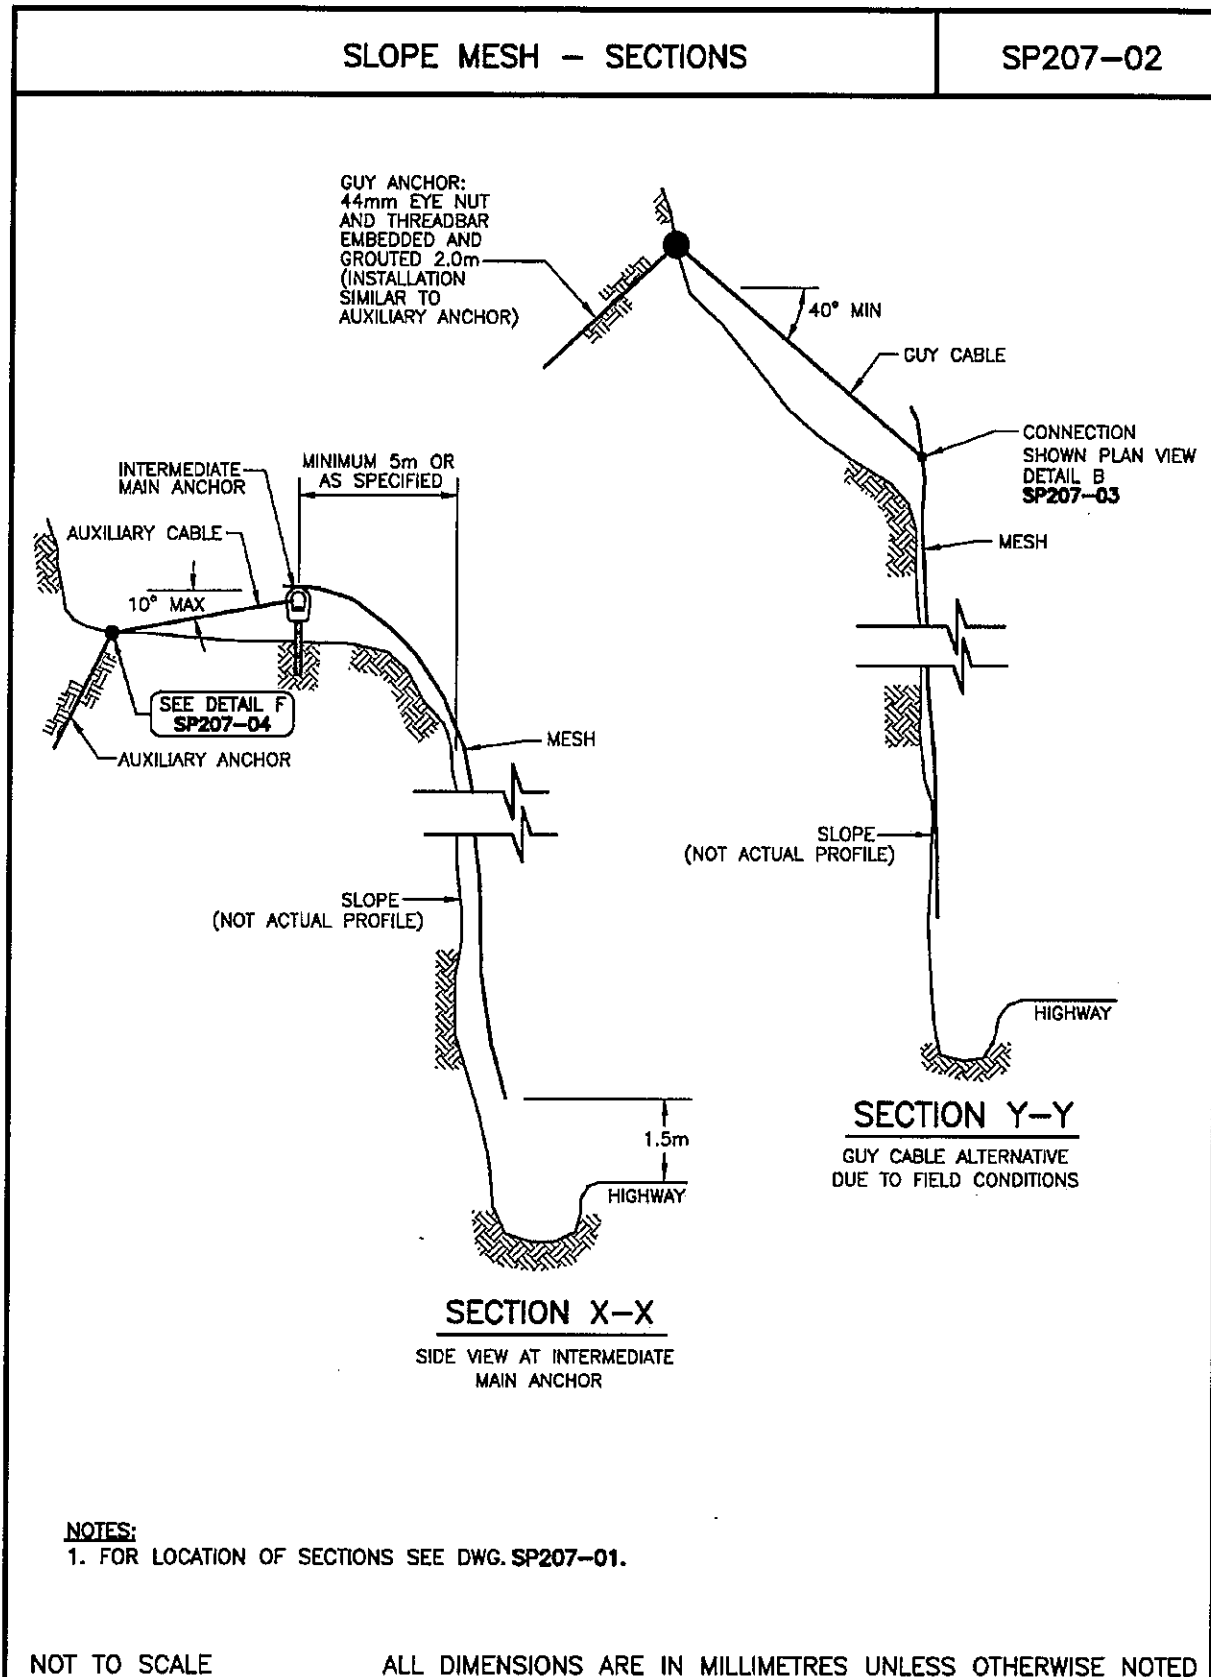 SLOPE MESH – SECTIONS
SP207–02
GUY ANCHOR:
44mm EYE NUT
AND THREADBAR
EMBEDDED AND
GROUTED 2.0m
(INSTALLATION
SIMILAR TO
AUXILIARY ANCHOR)
40° MIN
GUY CABLE
CONNECTION
SHOWN PLAN VIEW
DETAIL B
SP207–03
MESH
SLOPE
(NOT ACTUAL PROFILE)
HIGHWAY
SECTION Y–Y
GUY CABLE ALTERNATIVE
DUE TO FIELD CONDITIONS
INTERMEDIATE
MAIN ANCHOR
MINIMUM 5m OR
AS SPECIFIED
AUXILIARY CABLE
10° MAX
SEE DETAIL F
SP207–04
AUXILIARY ANCHOR
MESH
SLOPE
(NOT ACTUAL PROFILE)
1.5m
HIGHWAY
SECTION X–X
SIDE VIEW AT INTERMEDIATE
MAIN ANCHOR
NOTES:
1. FOR LOCATION OF SECTIONS SEE DWG. SP207–01.
NOT TO SCALE
ALL DIMENSIONS ARE IN MILLIMETRES UNLESS OTHERWISE NOTED